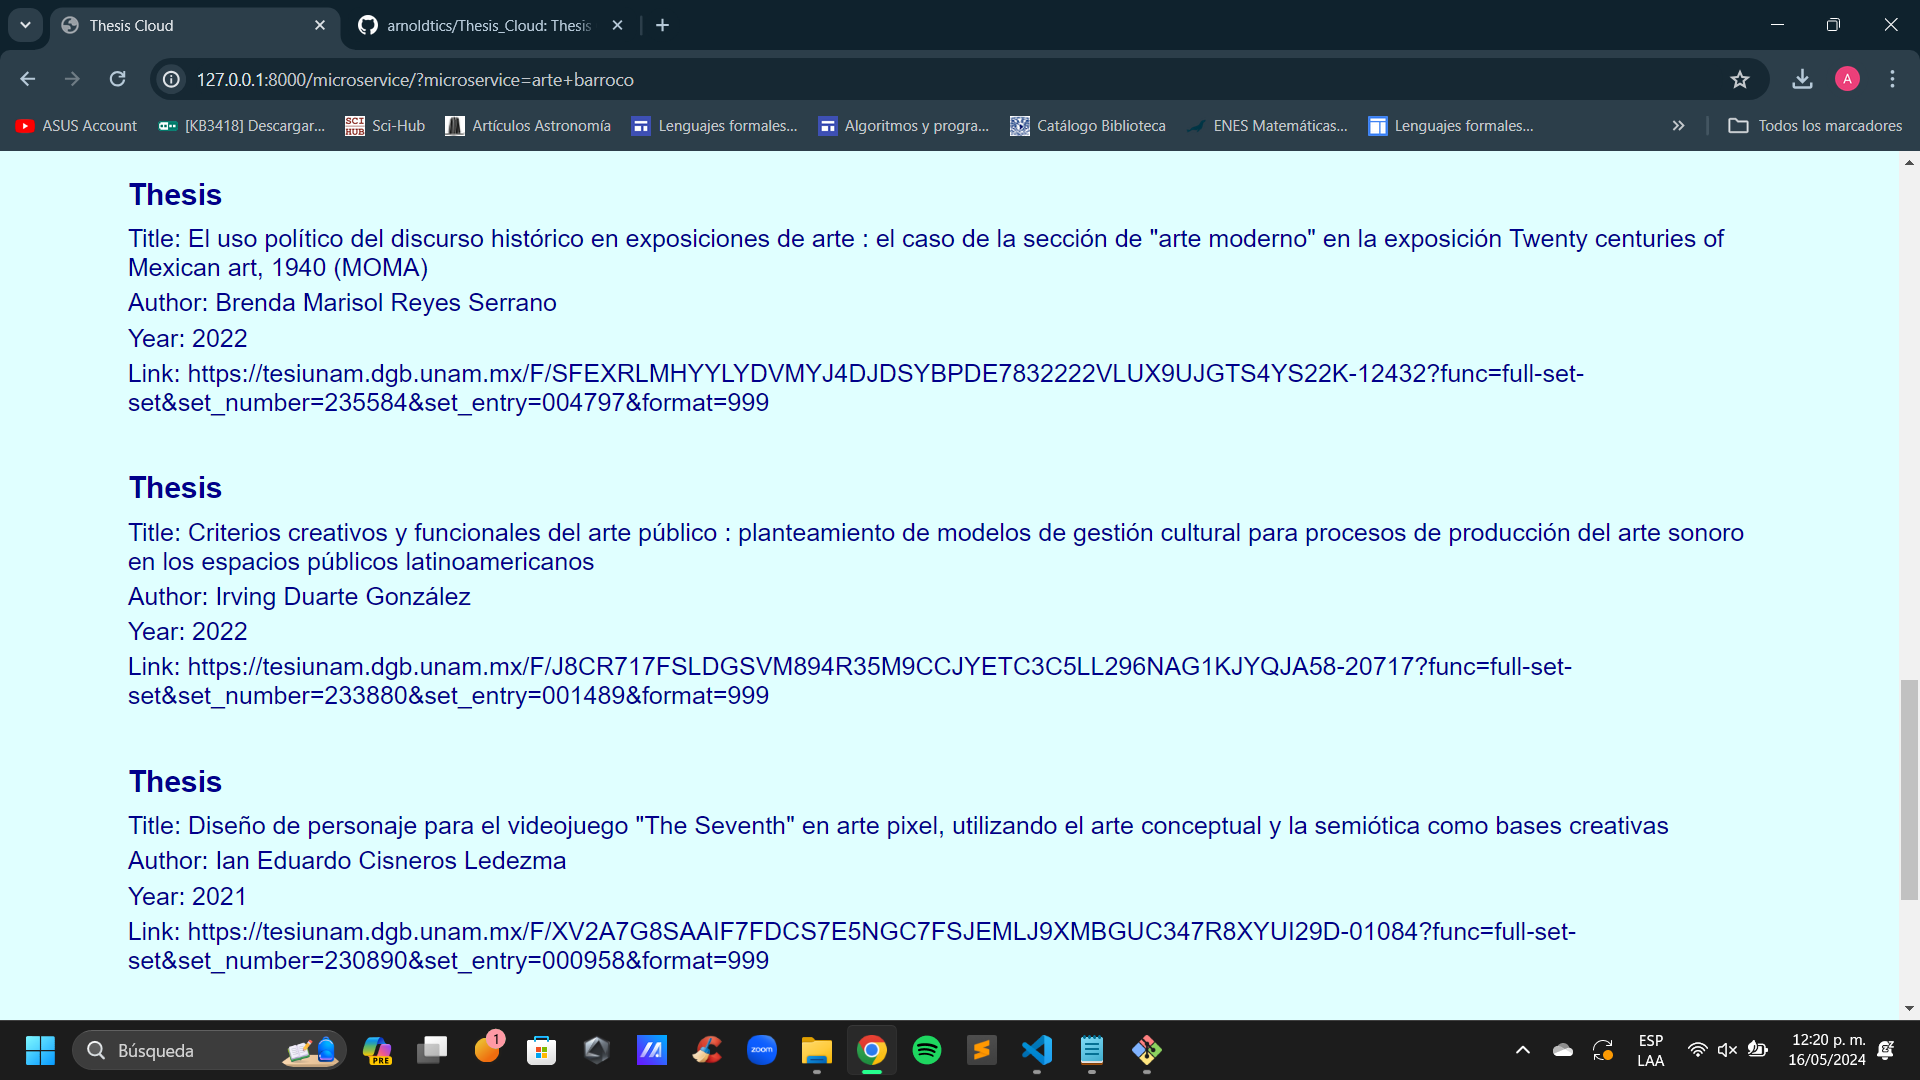 Thesis Cloud
arnoldtics/Thesis_Cloud: Thesis
127.0.0.1:8000/microservice/?microservice=arte+barroco
A
ASUS Account
[KB3418] Descargar...
SCI HUB
Sci-Hub
Artículos Astronomía
Lenguajes formales...
Algoritmos y progra...
Catálogo Biblioteca
ENES Matemáticas...
Lenguajes formales...
Todos los marcadores
Thesis
Title: El uso político del discurso histórico en exposiciones de arte : el caso de la sección de "arte moderno" en la exposición Twenty centuries of
Mexican art, 1940 (MOMA)
Author: Brenda Marisol Reyes Serrano
Year: 2022
Link: https://tesiunam.dgb.unam.mx/F/SFEXRLMHYYLYDVMYJ4DJDSYBPDE7832222VLUX9UJGTS4YS22K-12432?func=full-set-
set&set_number=235584&set_entry=004797&format=999
Thesis
Title: Criterios creativos y funcionales del arte público : planteamiento de modelos de gestión cultural para procesos de producción del arte sonoro
en los espacios públicos latinoamericanos
Author: Irving Duarte González
Year: 2022
Link: https://tesiunam.dgb.unam.mx/F/J8CR717FSLDGSVM894R35M9CCJYETC3C5LL296NAG1KJYQJA58-20717?func=full-set-
set&set_number=233880&set_entry=001489&format=999
Thesis
Title: Diseño de personaje para el videojuego "The Seventh" en arte pixel, utilizando el arte conceptual y la semiótica como bases creativas
Author: Ian Eduardo Cisneros Ledezma
Year: 2021
Link: https://tesiunam.dgb.unam.mx/F/XV2A7G8SAAIF7FDCS7E5NGC7FSJEMLJ9XMBGUC347R8XYUI29D-01084?func=full-set-
set&set_number=230890&set_entry=000958&format=999
Búsqueda
PRE
1
zoom
ESP
LAA
12:20 p. m.
16/05/2024